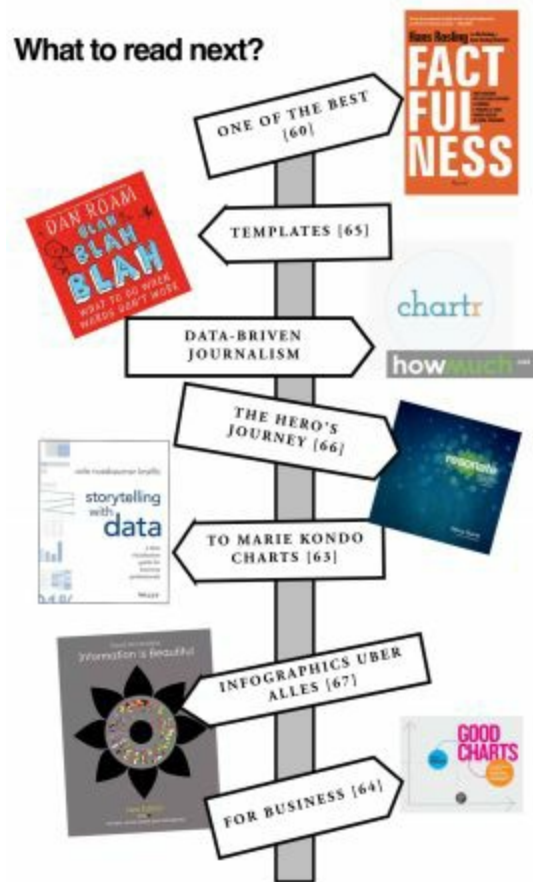 What to read next?
Hans Rosling
FACT
FUL
NESS
ONE OF THE BEST
[60]
DAN ROAM
BLAH
BLAH
BLAH
WHAT TO DO WHEN
WORDS DON'T WORK
TEMPLATES [65]
chartr
DATA-BRIVEN
JOURNALISM
howmuch
THE HERO'S
JOURNEY [66]
resonate
storytelling
with
data
TO MARIE KONDO
CHARTS [63]
Information is Beautiful
INFOGRAPHICS UBER
ALLES [67]
GOOD
CHARTS
FOR BUSINESS [64]